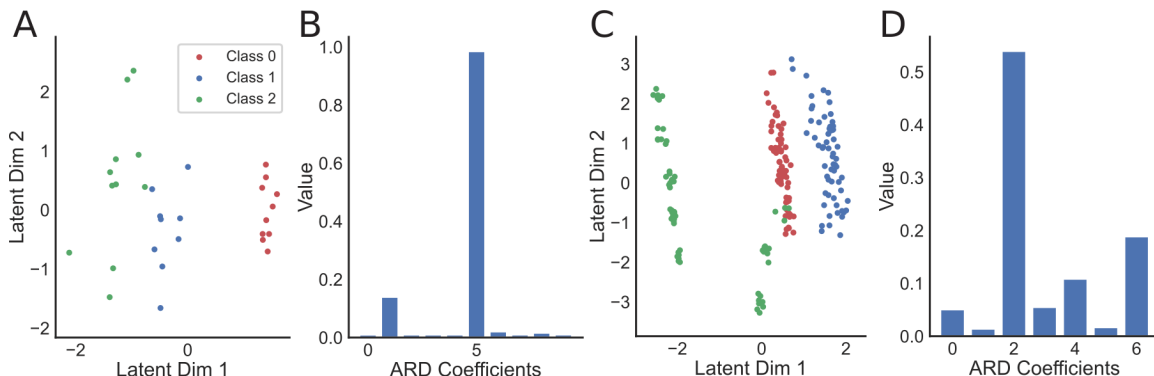 A
B
C
D
Class 0
Class 1
Class 2
Latent Dim 2
2
1
0
−1
−2
−2
0
Latent Dim 1
Value
1.0
0.8
0.6
0.4
0.2
0.0
0
5
ARD Coefficients
Latent Dim 2
3
2
1
0
−1
−2
−3
−2
0
2
Latent Dim 1
Value
0.5
0.4
0.3
0.2
0.1
0.0
0
2
4
6
ARD Coefficients